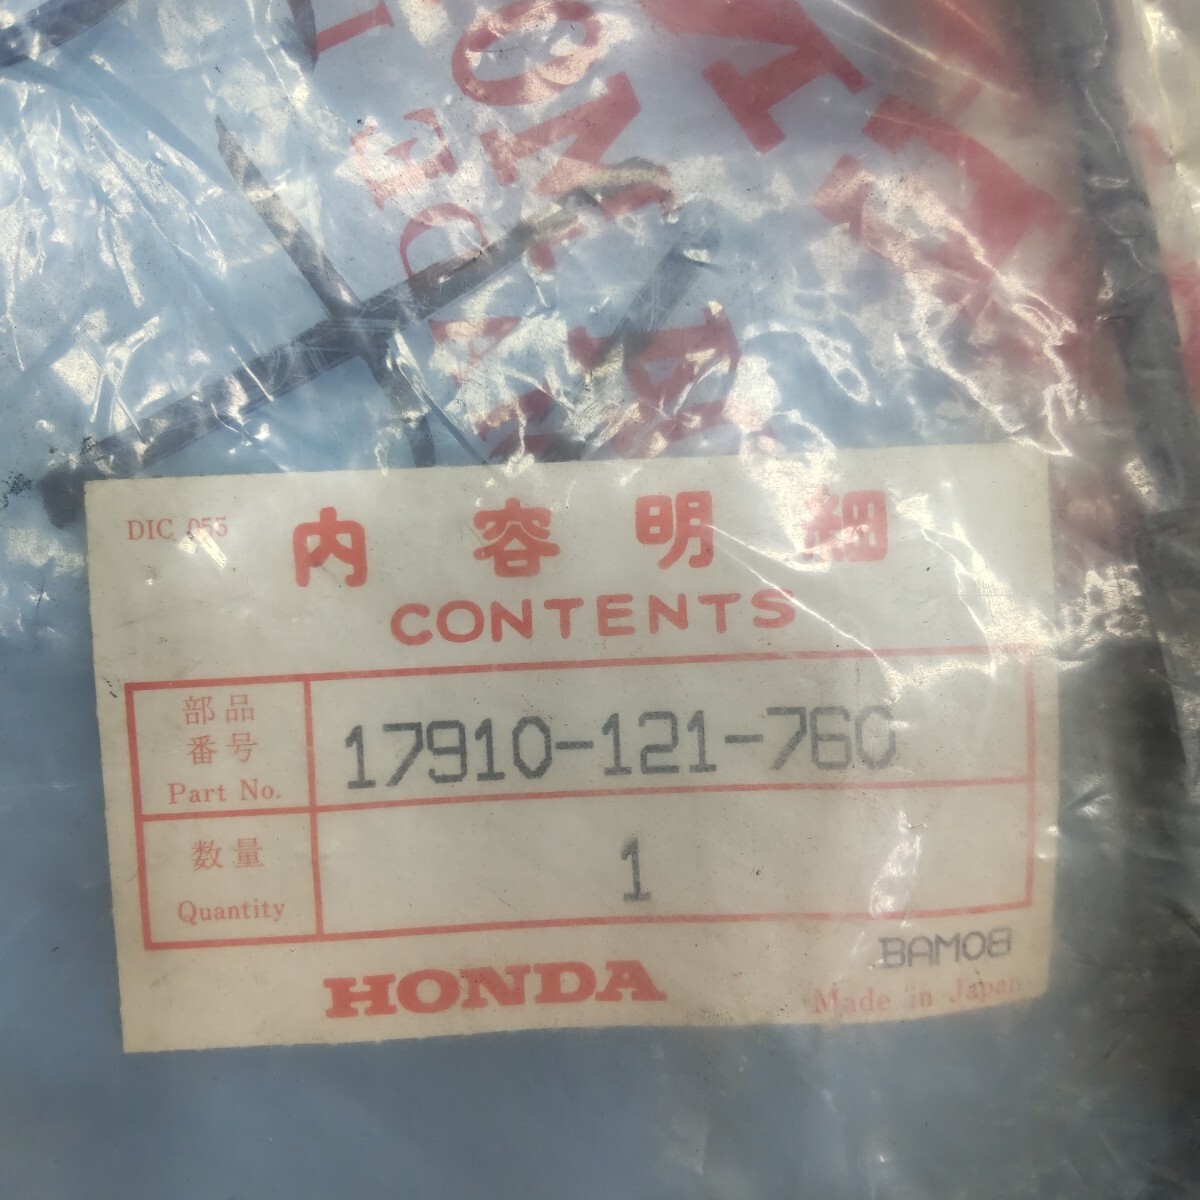 DIC 055
内容明細
CONTENTS
部品
番号
Part No.
17910-121-760
数量
Quantity
1
BAM08
HONDA
Made in Japan